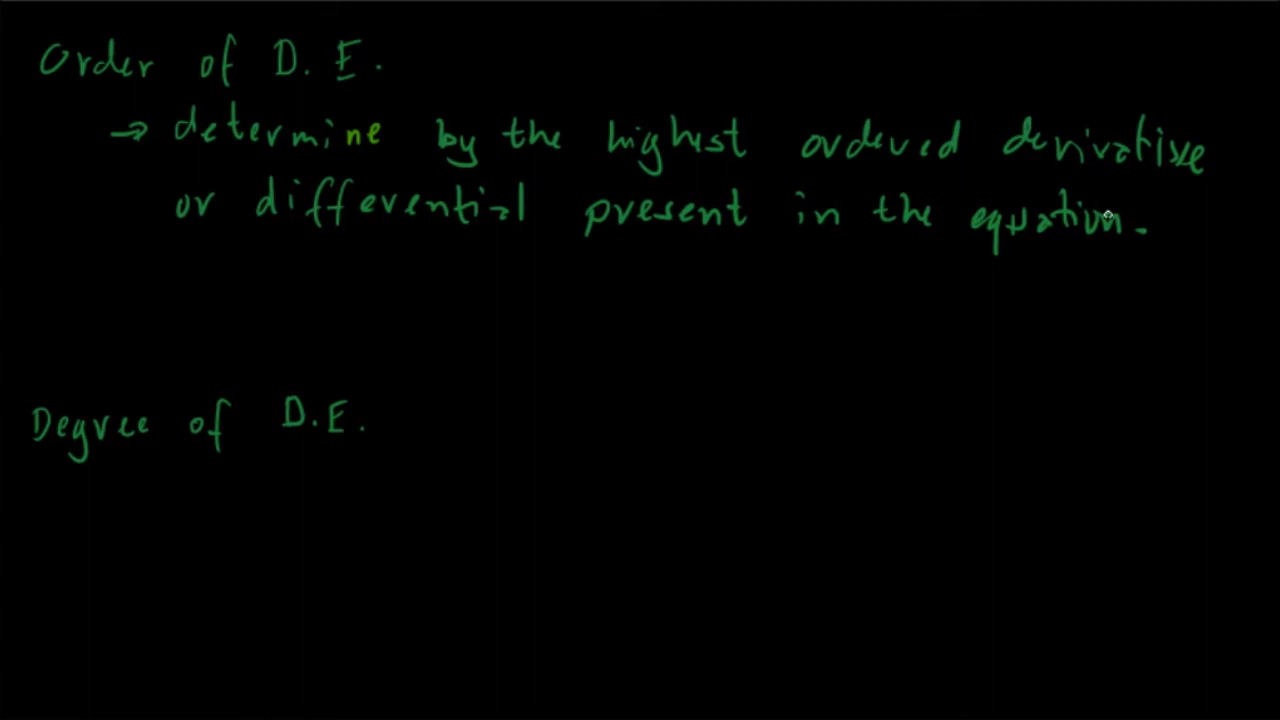 Order of D. E.
→ determine by the highest ordered derivative
or differential present in the equation.
Degree of D.E.